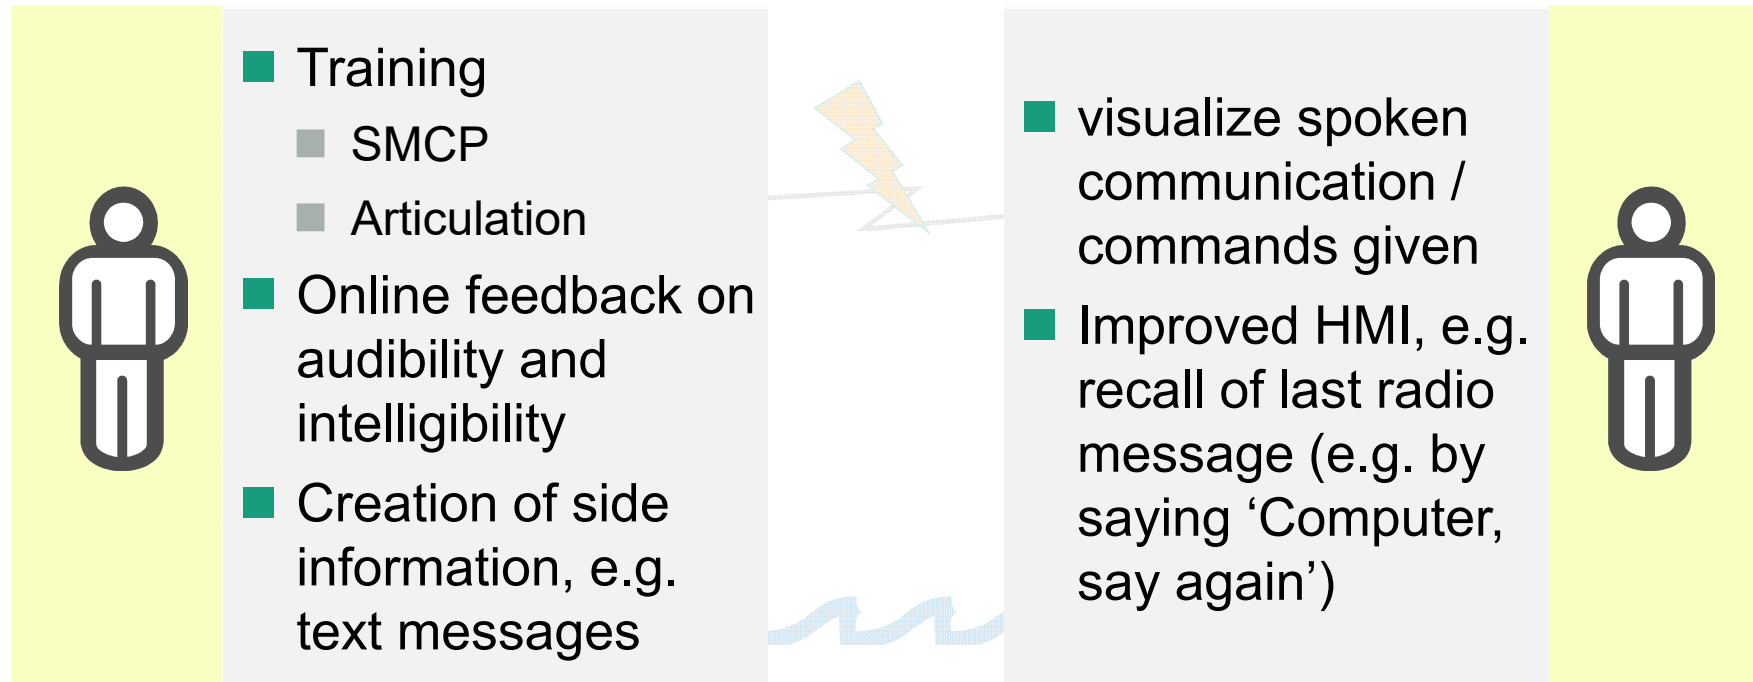 Training
SMCP
Articulation
Online feedback on
audibility and
intelligibility
Creation of side
information, e.g.
text messages
visualize spoken
communication /
commands given
Improved HMI, e.g.
recall of last radio
message (e.g. by
saying ‘Computer,
say again’)